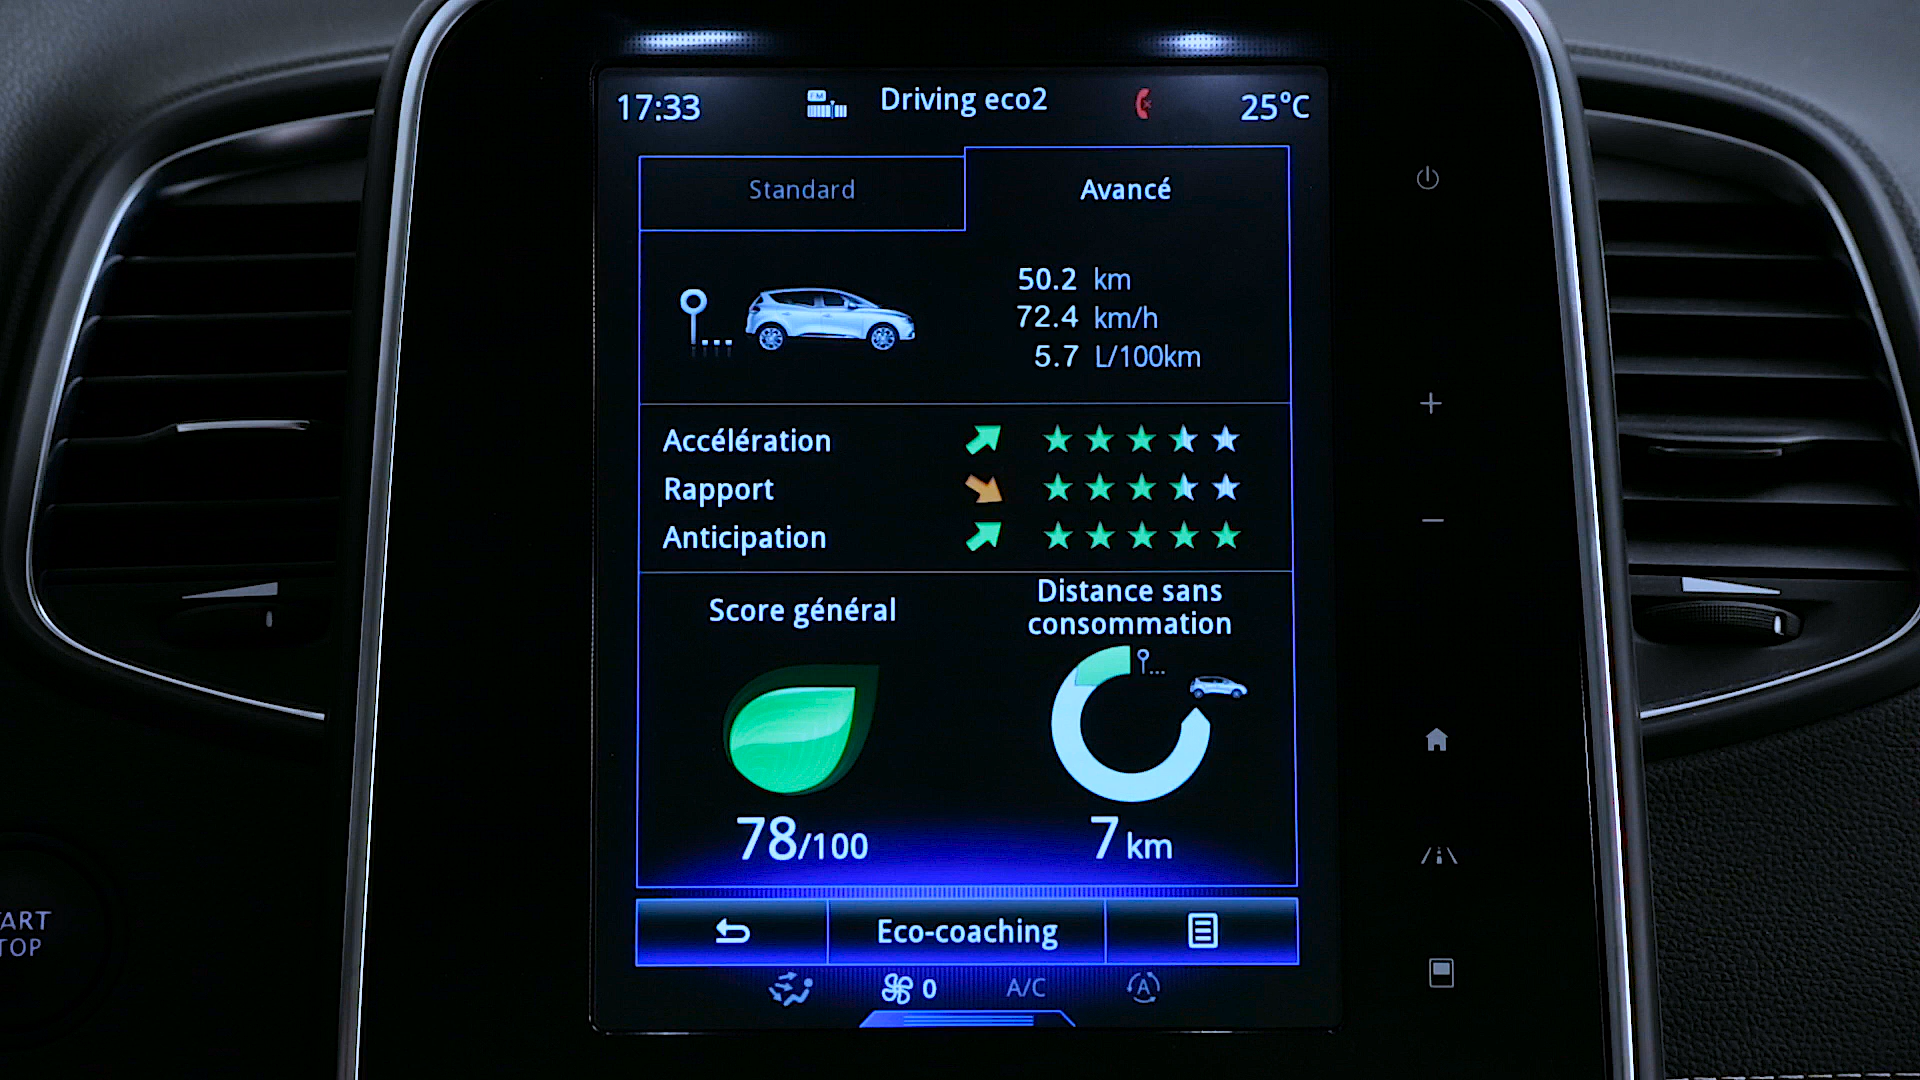 17:33 FM Driving eco2 25°C
Standard Avancé
50.2 km
72.4 km/h
5.7 L/100km
Accélération
Rapport
Anticipation
Score général
Distance sans
consommation
78/100
7 km
Eco-coaching
0 A/C A
ART
TOP